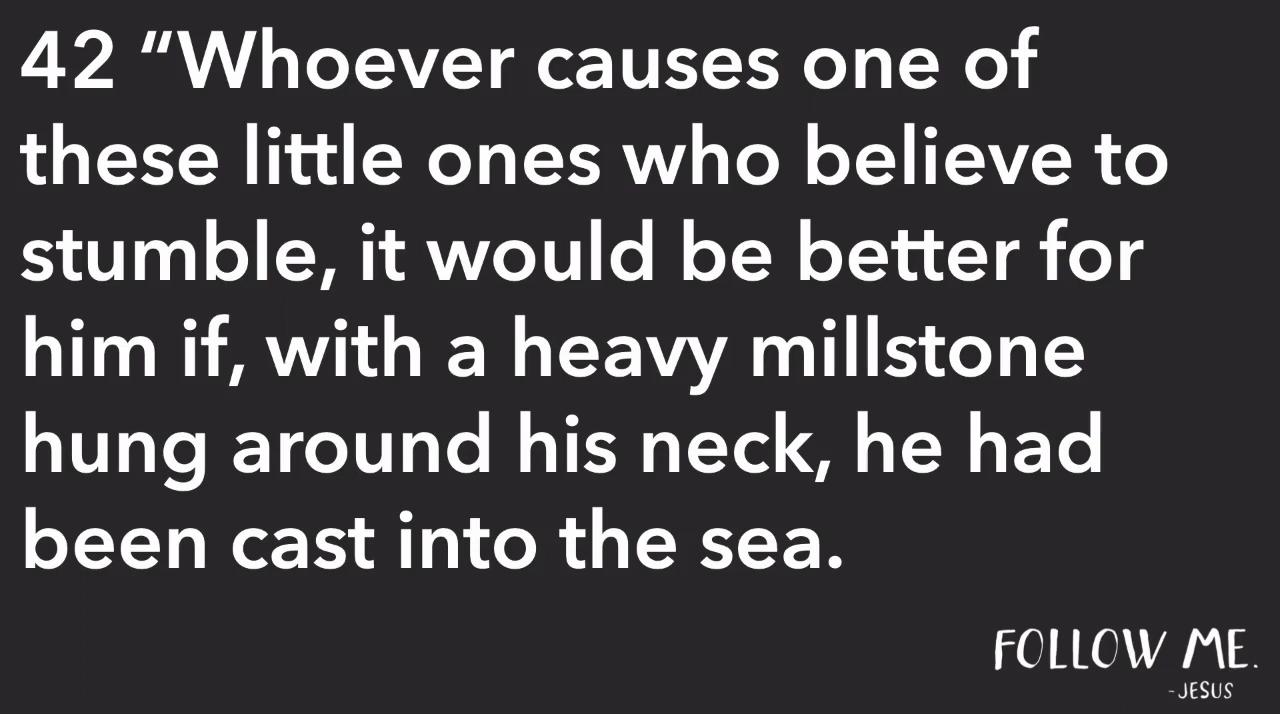 42 “Whoever causes one of
these little ones who believe to
stumble, it would be better for
him if, with a heavy millstone
hung around his neck, he had
been cast into the sea.
FOLLOW ME.
-JESUS